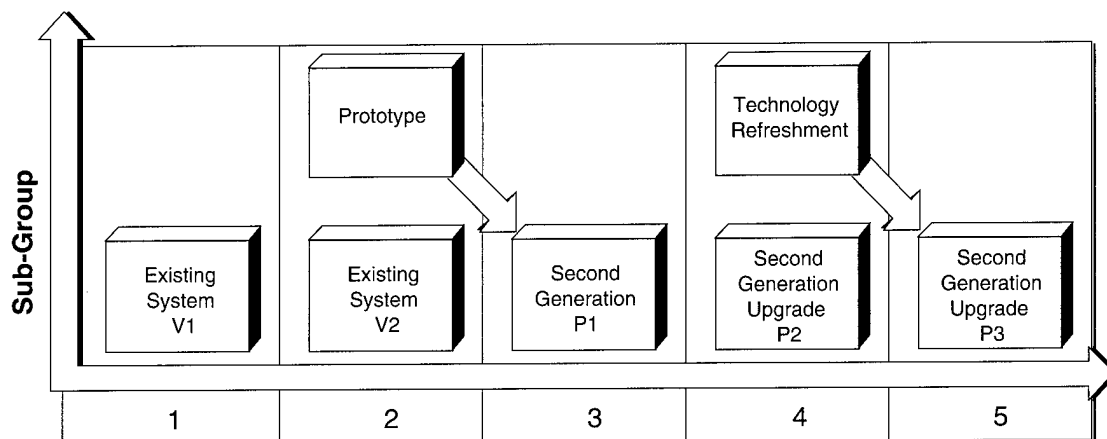 Sub-Group
Prototype
Technology
Refreshment
Existing
System
V1
Existing
System
V2
Second
Generation
P1
Second
Generation
Upgrade
P2
Second
Generation
Upgrade
P3
1
2
3
4
5